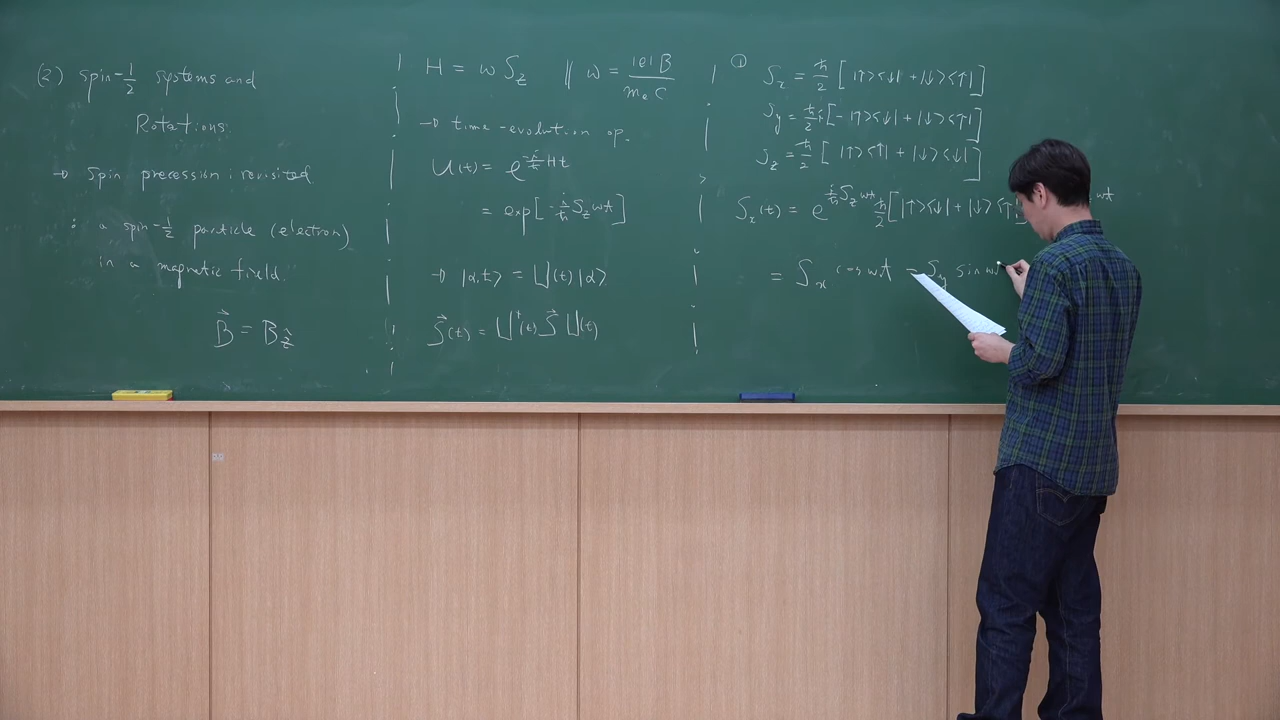 (2) Spin-1/2 systems and
Rotations.
→ Spin precession : revisited.
: a spin-1/2 particle (electron)
in a magnetic field.
B⃗ = B ẑ
H = ω S_z // ω = |e|B / m_e c
→ time-evolution op.
U(t) = e^{-i/ħ Ht}
= exp[-i/ħ S_z ωt]
→ |α,t> = U(t)|α>.
S⃗(t) = U†(t) S⃗ U(t)
① S_x = ħ/2 [ |↑><↓| + |↓><↑| ]
S_y = ħ/2 i [ -|↑><↓| + |↓><↑| ]
S_z = ħ/2 [ |↑><↑| + |↓><↓| ]
S_x(t) = e^{i/ħ S_z ωt} ħ/2 [ |↑><↓| + |↓><↑| ] ωt
= S_x cos ωt - S_y sin ω